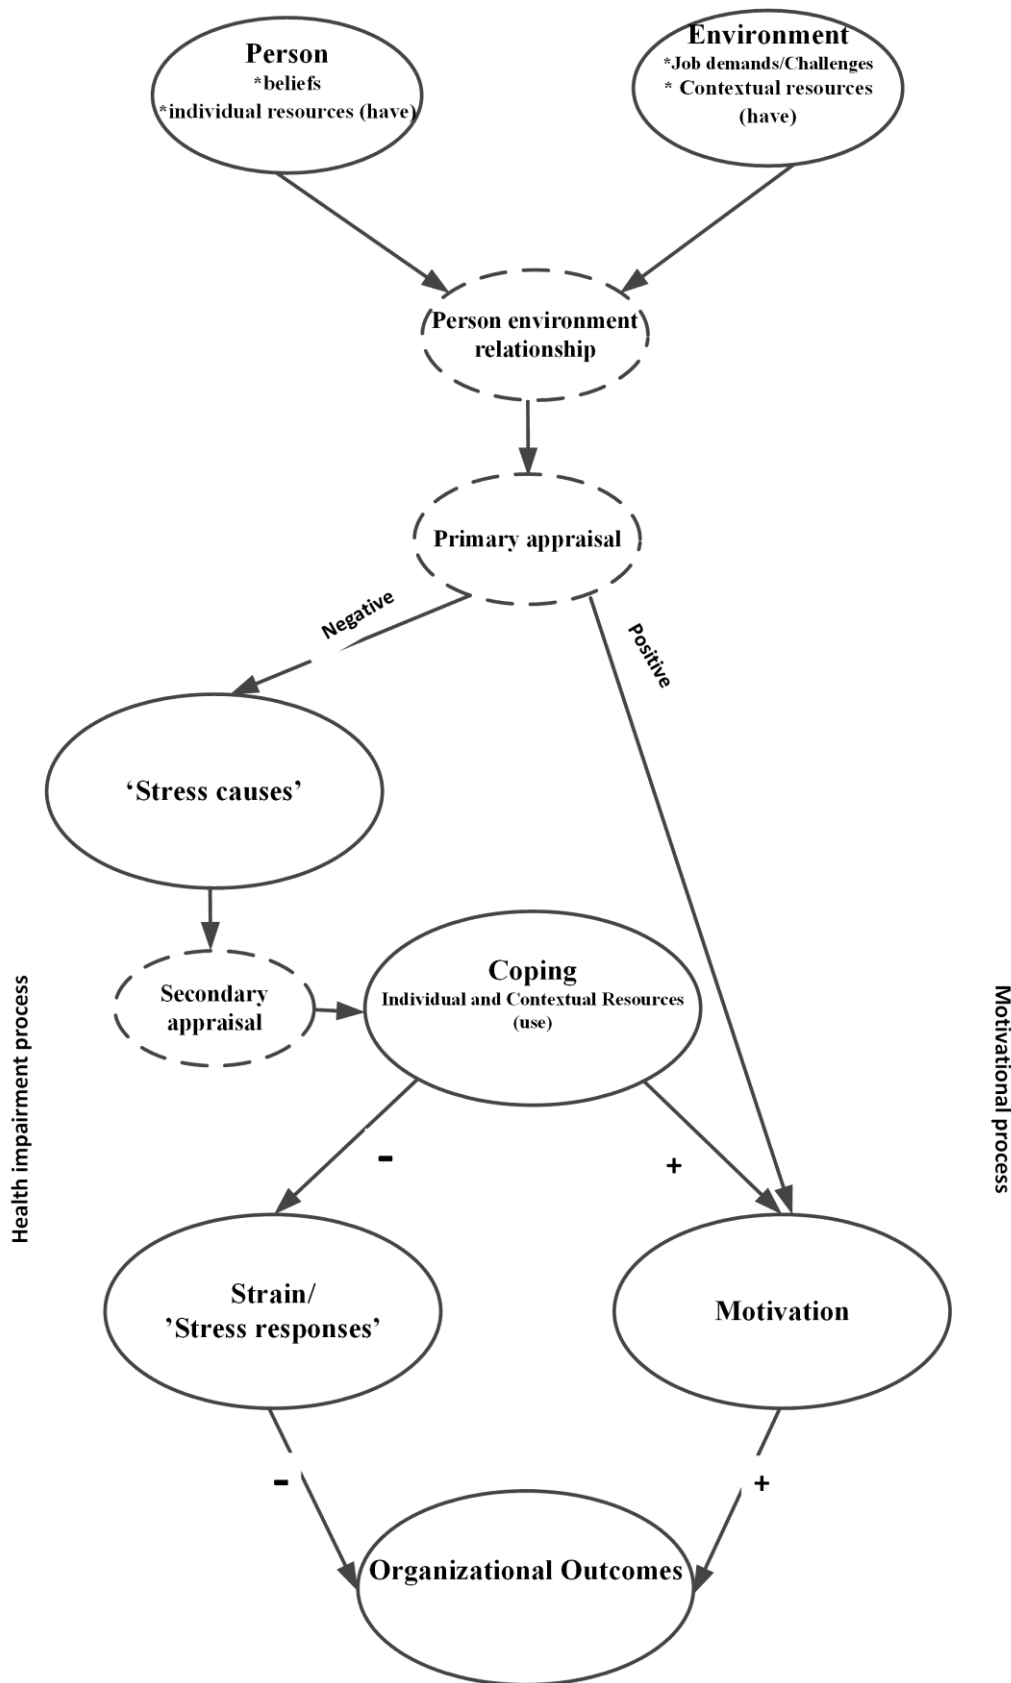 Person
*beliefs
*individual resources (have)
Environment
*Job demands/Challenges
* Contextual resources
(have)
Person environment
relationship
Primary appraisal
Negative
Positive
‘Stress causes’
Secondary
appraisal
Coping
Individual and Contextual Resources
(use)
Health impairment process
Motivational process
-
+
Strain/
’Stress responses’
Motivation
-
+
Organizational Outcomes